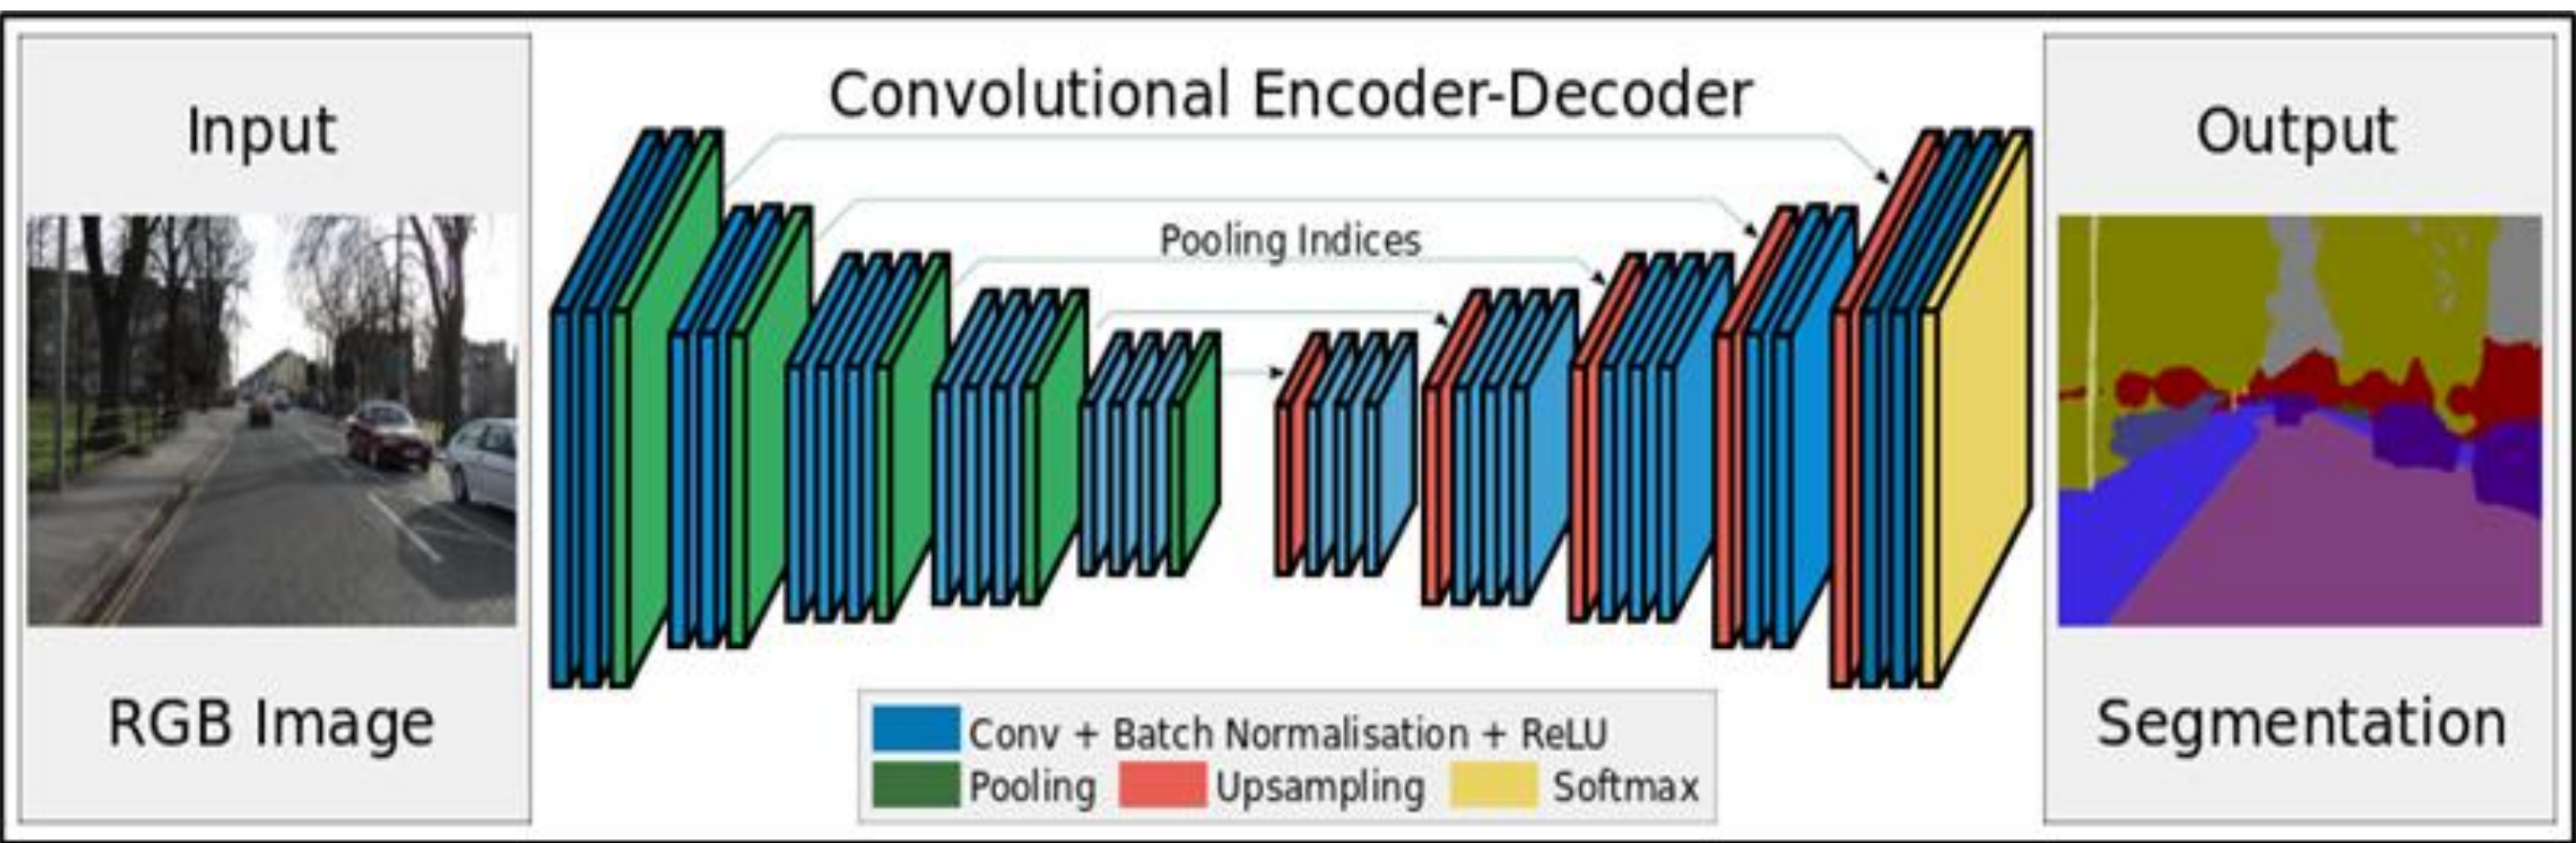 Input
RGB Image
Convolutional Encoder-Decoder
Pooling Indices
Conv + Batch Normalisation + ReLU
Pooling
Upsampling
Softmax
Output
Segmentation